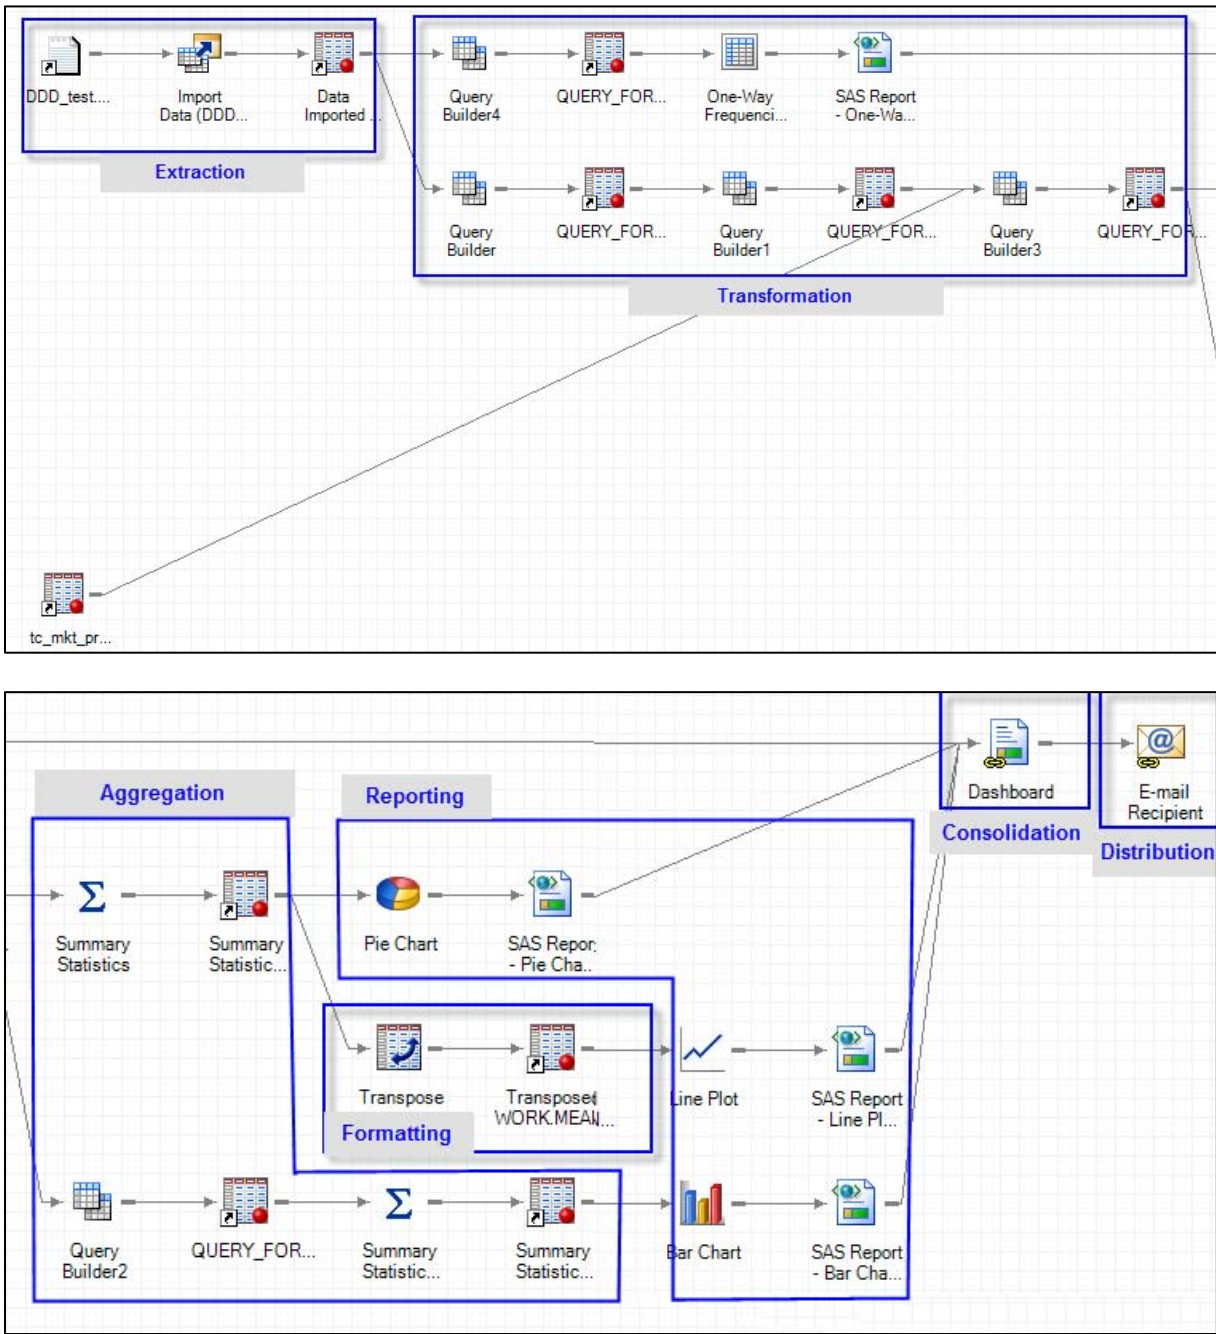 DDD_test....
Import
Data (DDD...
Data
Imported ...
Query
Builder4
QUERY_FOR...
One-Way
Frequenci...
SAS Report
- One-Wa...
Extraction
Query
Builder
QUERY_FOR...
Query
Builder1
QUERY_FOR...
Query
Builder3
QUERY_FOR...
Transformation
tc_mkt_pr...
Dashboard
E-mail
Recipient
Aggregation
Reporting
Consolidation
Distribution
Summary
Statistics
Summary
Statistic...
Pie Chart
SAS Repor
- Pie Cha..
Transpose
Transposed
WORK.MEAN...
Line Plot
SAS Report
- Line Pl...
Formatting
Query
Builder2
QUERY_FOR...
Summary
Statistic...
Summary
Statistic...
Bar Chart
SAS Report
- Bar Cha...